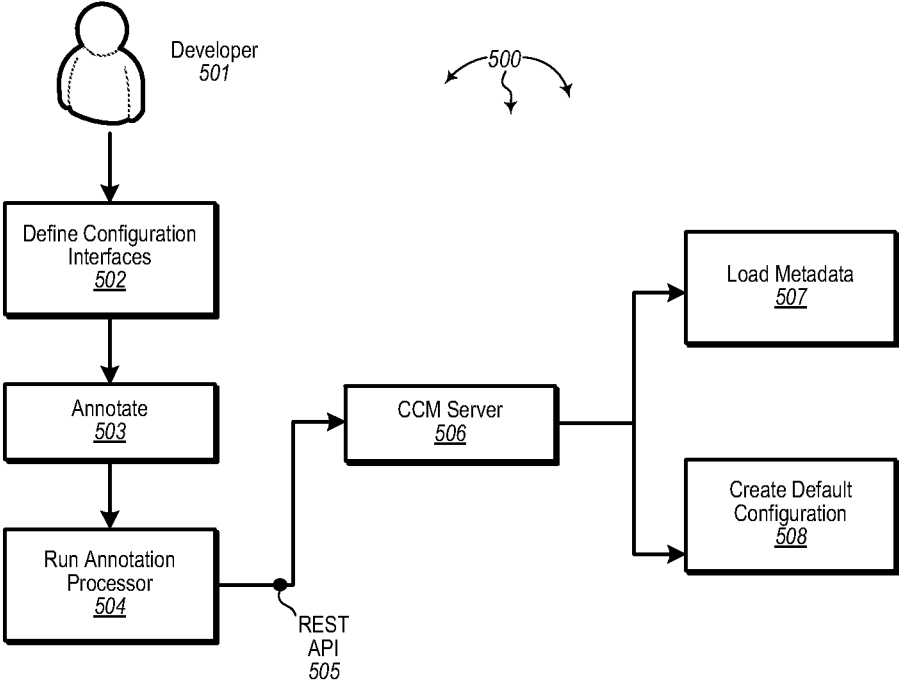 Developer
501
500
Define Configuration
Interfaces
502
Load Metadata
507
Annotate
503
CCM Server
506
Create Default
Configuration
508
Run Annotation
Processor
504
REST
API
505